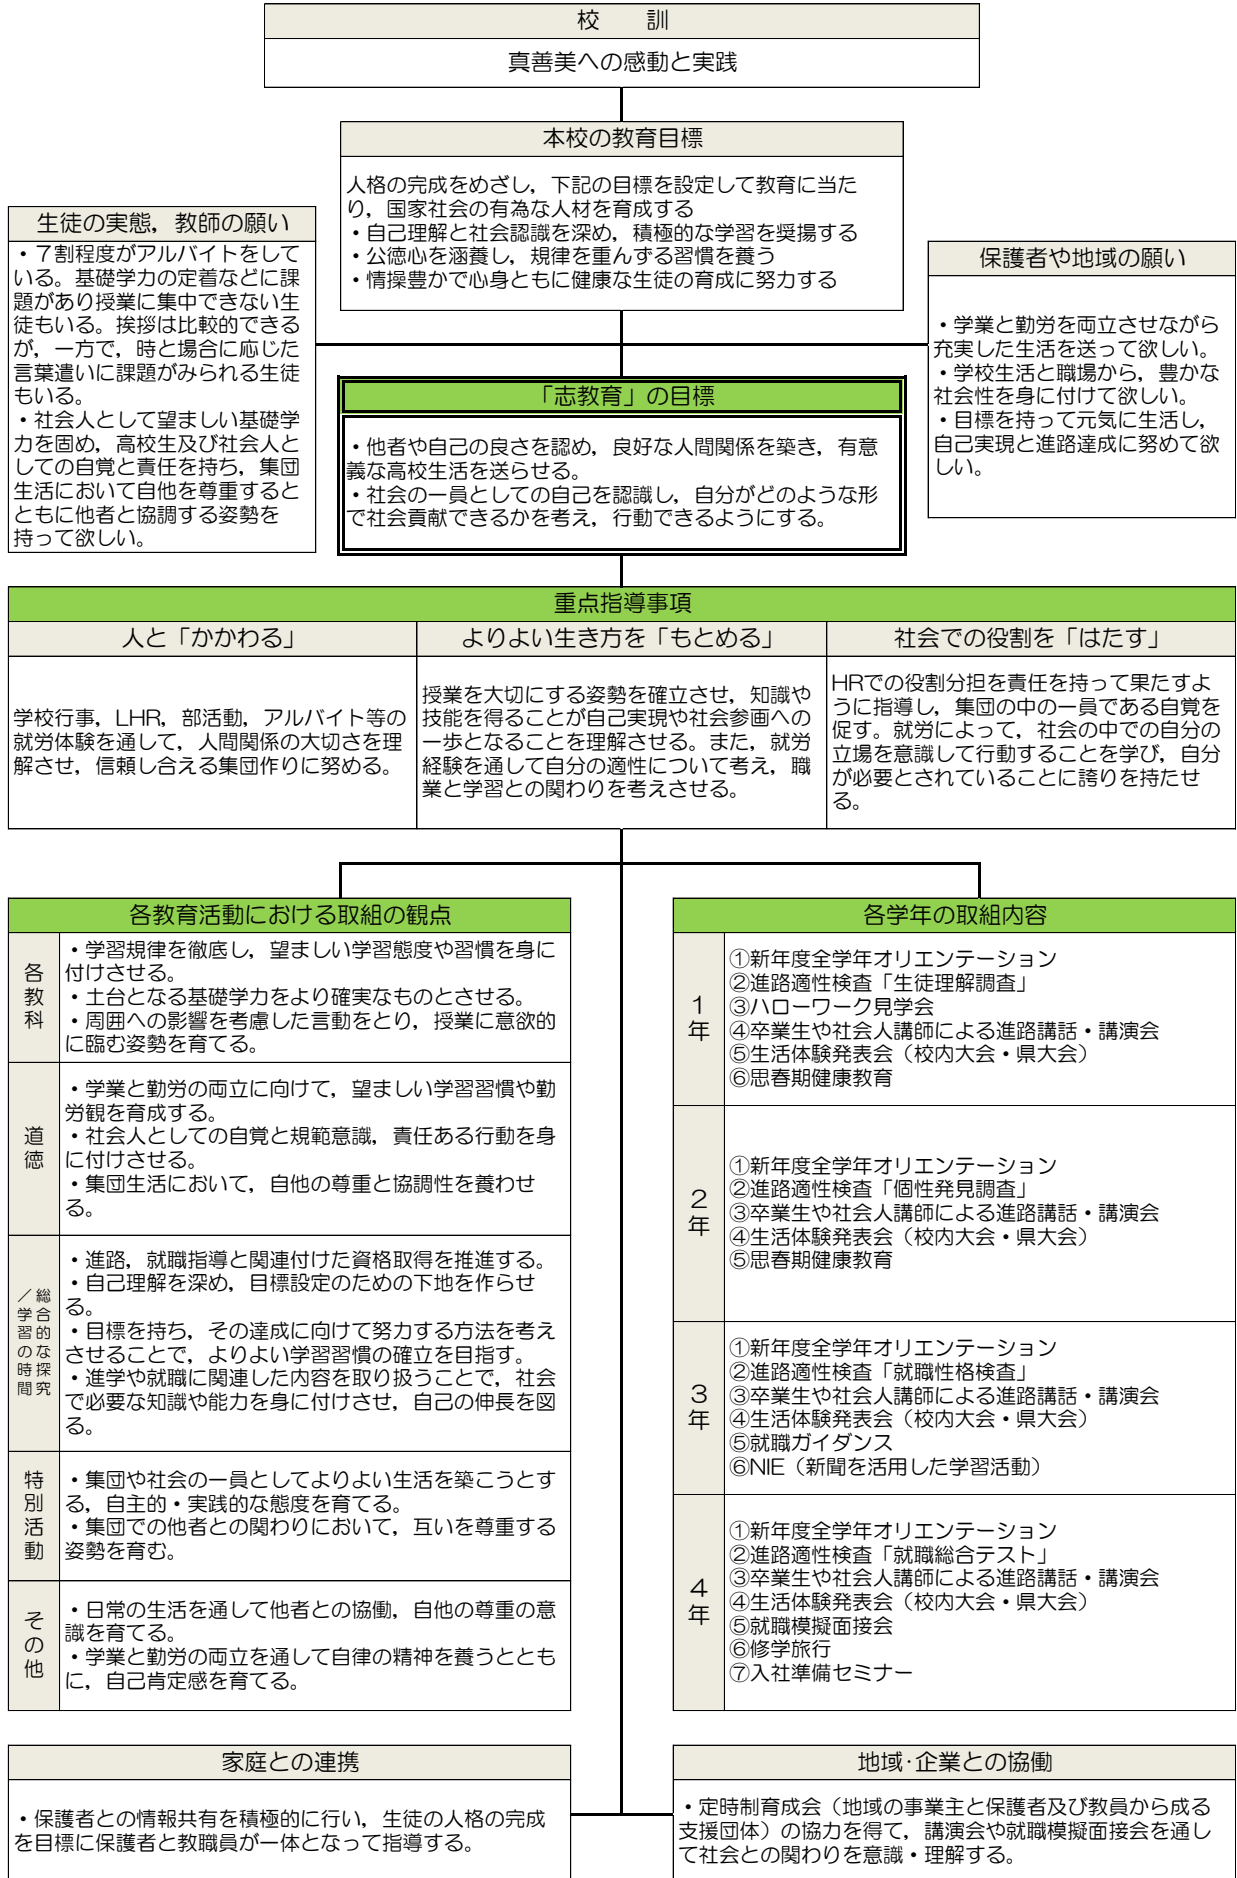 校　訓
真善美への感動と実践
本校の教育目標
人格の完成をめざし，下記の目標を設定して教育に当た
り，国家社会の有為な人材を育成する
・自己理解と社会認識を深め，積極的な学習を奨揚する
・公徳心を涵養し，規律を重んずる習慣を養う
・情操豊かで心身ともに健康な生徒の育成に努力する
生徒の実態，教師の願い
・７割程度がアルバイトをして
いる。基礎学力の定着などに課
題があり授業に集中できない生
徒もいる。挨拶は比較的できる
が，一方で，時と場合に応じた
言葉遣いに課題がみられる生徒
もいる。
・社会人として望ましい基礎学
力を固め，高校生及び社会人と
しての自覚と責任を持ち，集団
生活において自他を尊重すると
ともに他者と協調する姿勢を
持って欲しい。
保護者や地域の願い
・学業と勤労を両立させながら
充実した生活を送って欲しい。
・学校生活と職場から，豊かな
社会性を身に付けて欲しい。
・目標を持って元気に生活し，
自己実現と進路達成に努めて欲
しい。
「志教育」の目標
・他者や自己の良さを認め，良好な人間関係を築き，有意
義な高校生活を送らせる。
・社会の一員としての自己を認識し，自分がどのような形
で社会貢献できるかを考え，行動できるようにする。
重点指導事項
人と「かかわる」
よりよい生き方を「もとめる」
社会での役割を「はたす」
学校行事，LHR，部活動，アルバイト等の
就労体験を通して，人間関係の大切さを理
解させ，信頼し合える集団作りに努める。
授業を大切にする姿勢を確立させ，知識や
技能を得ることが自己実現や社会参画への
一歩となることを理解させる。また，就労
経験を通して自分の適性について考え，職
業と学習との関わりを考えさせる。
HRでの役割分担を責任を持って果たすよ
うに指導し，集団の中の一員である自覚を
促す。就労によって，社会の中での自分の
立場を意識して行動することを学び，自分
が必要とされていることに誇りを持たせ
る。
各教育活動における取組の観点
各教科
・学習規律を徹底し，望ましい学習態度や習慣を身に
付けさせる。
・土台となる基礎学力をより確実なものとさせる。
・周囲への影響を考慮した言動をとり，授業に意欲的
に臨む姿勢を育てる。
道徳
・学業と勤労の両立に向けて，望ましい学習習慣や勤
労観を育成する。
・社会人としての自覚と規範意識，責任ある行動を身
に付けさせる。
・集団生活において，自他の尊重と協調性を養わせ
る。
総合的な探究
／学習の時間
・進路，就職指導と関連付けた資格取得を推進する。
・自己理解を深め，目標設定のための下地を作らせ
る。
・目標を持ち，その達成に向けて努力する方法を考え
させることで，よりよい学習習慣の確立を目指す。
・進学や就職に関連した内容を取り扱うことで，社会
で必要な知識や能力を身に付けさせ，自己の伸長を図
る。
特別活動
・集団や社会の一員としてよりよい生活を築こうとす
る，自主的・実践的な態度を育てる。
・集団での他者との関わりにおいて，互いを尊重する
姿勢を育む。
その他
・日常の生活を通して他者との協働，自他の尊重の意
識を育てる。
・学業と勤労の両立を通して自律の精神を養うととも
に，自己肯定感を育てる。
各学年の取組内容
１年
①新年度全学年オリエンテーション
②進路適性検査「生徒理解調査」
③ハローワーク見学会
④卒業生や社会人講師による進路講話・講演会
⑤生活体験発表会（校内大会・県大会）
⑥思春期健康教育
２年
①新年度全学年オリエンテーション
②進路適性検査「個性発見調査」
③卒業生や社会人講師による進路講話・講演会
④生活体験発表会（校内大会・県大会）
⑤思春期健康教育
３年
①新年度全学年オリエンテーション
②進路適性検査「就職性格検査」
③卒業生や社会人講師による進路講話・講演会
④生活体験発表会（校内大会・県大会）
⑤就職ガイダンス
⑥NIE（新聞を活用した学習活動）
４年
①新年度全学年オリエンテーション
②進路適性検査「就職総合テスト」
③卒業生や社会人講師による進路講話・講演会
④生活体験発表会（校内大会・県大会）
⑤就職模擬面接会
⑥修学旅行
⑦入社準備セミナー
家庭との連携
・保護者との情報共有を積極的に行い，生徒の人格の完成
を目標に保護者と教職員が一体となって指導する。
地域･企業との協働
・定時制育成会（地域の事業主と保護者及び教員から成る
支援団体）の協力を得て，講演会や就職模擬面接会を通し
て社会との関わりを意識・理解する。